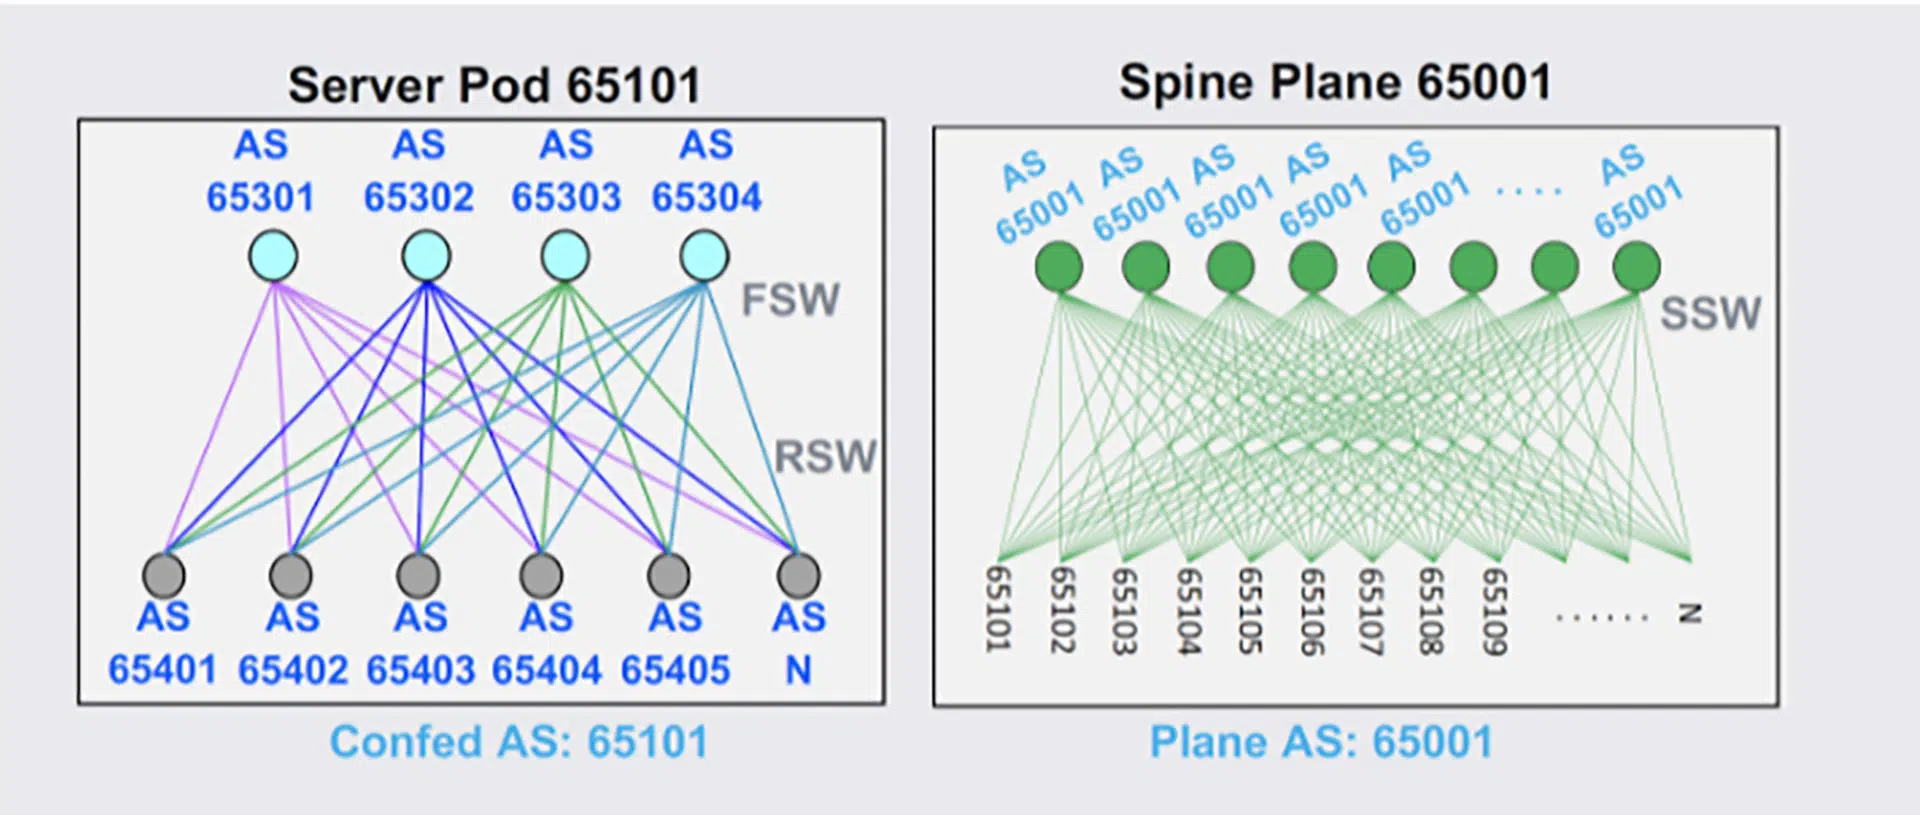 Server Pod 65101
AS AS AS AS
65301 65302 65303 65304
FSW
RSW
AS AS AS AS AS AS
65401 65402 65403 65404 65405 N
Confed AS: 65101
Spine Plane 65001
AS AS AS AS AS AS
65001 65001 65001 65001 65001 .... 65001
SSW
65101 65102 65103 65104 65105 65106 65107 65108 65109 ...... N
Plane AS: 65001